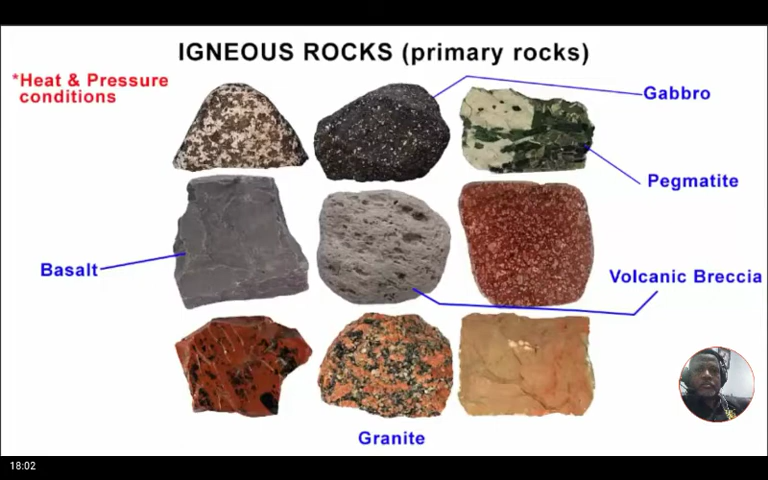 IGNEOUS ROCKS (primary rocks)
*Heat & Pressure
conditions
Gabbro
Pegmatite
Basalt
Volcanic Breccia
Granite
18:02